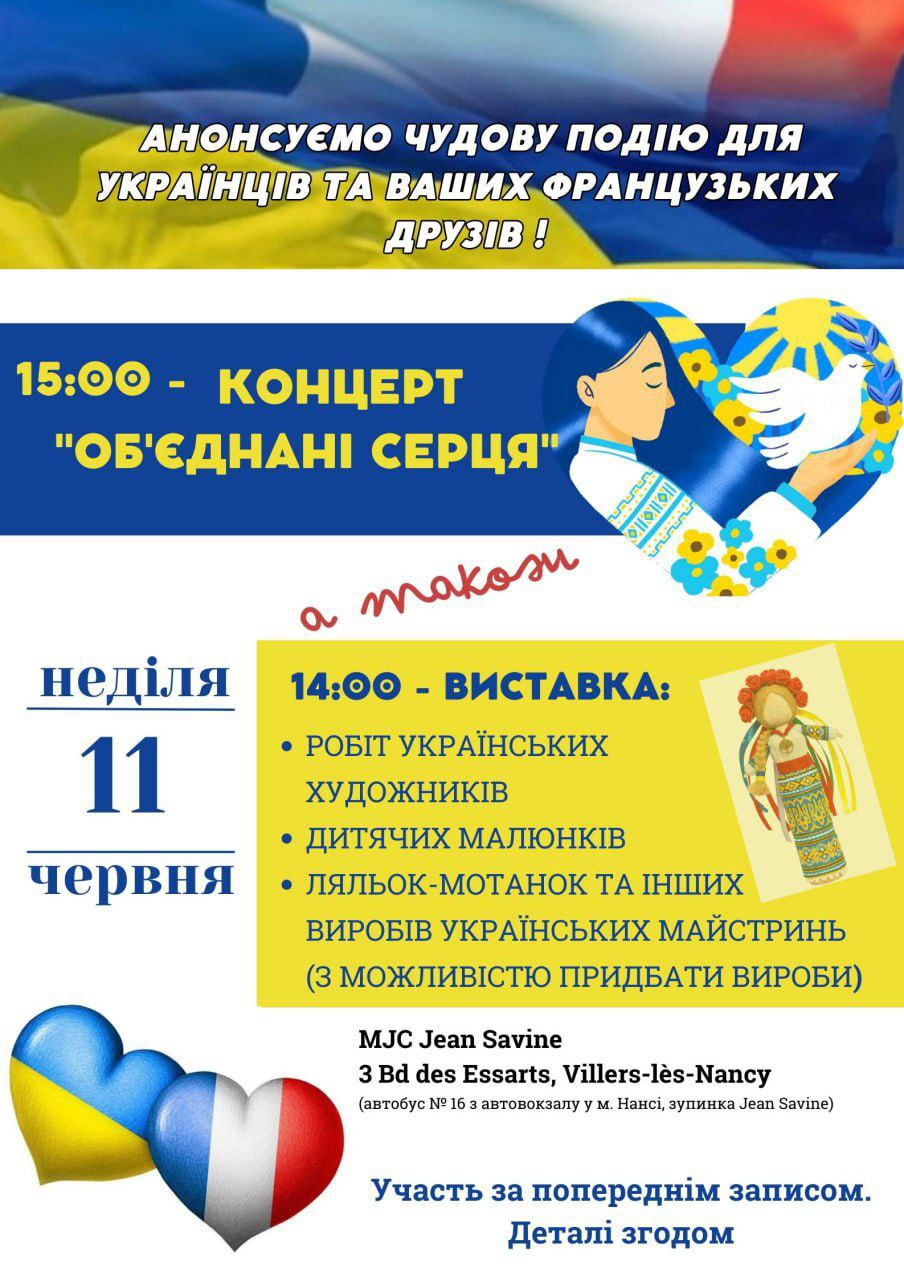 АНОНСУЄМО ЧУДОВУ ПОДІЮ ДЛЯ
УКРАЇНЦІВ ТА ВАШИХ ФРАНЦУЗЬКИХ
ДРУЗІВ !
15:00 - КОНЦЕРТ
"ОБ'ЄДНАНІ СЕРЦЯ"
а також
неділя
11
червня
14:00 - ВИСТАВКА:
• РОБІТ УКРАЇНСЬКИХ
ХУДОЖНИКІВ
• ДИТЯЧИХ МАЛЮНКІВ
• ЛЯЛЬОК-МОТАНОК ТА ІНШИХ
ВИРОБІВ УКРАЇНСЬКИХ МАЙСТРИНЬ
(З МОЖЛИВІСТЮ ПРИДБАТИ ВИРОБИ)
MJC Jean Savine
3 Bd des Essarts, Villers-lès-Nancy
(автобус № 16 з автовокзалу у м. Нансі, зупинка Jean Savine)
Участь за попереднім записом.
Деталі згодом